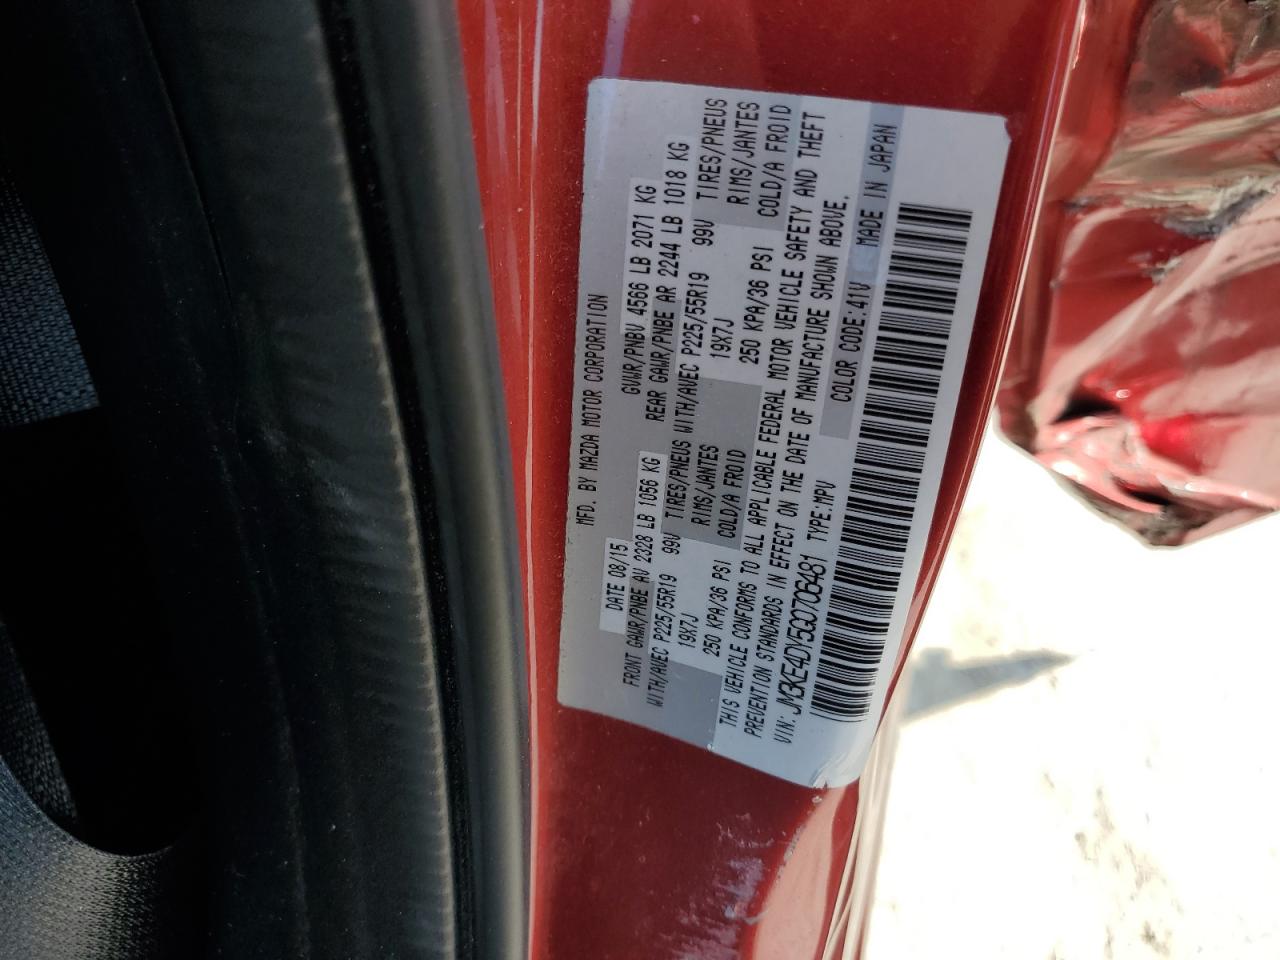 MFD. BY MAZDA MOTOR CORPORATION
DATE 08/15 GVWR/PNBV 4566 LB 2071 KG
FRONT GAWR/PNBE AV 2328 LB 1056 KG REAR GAWR/PNBE AR 2244 LB 1018 KG
WITH/AVEC P225/55R19 99V TIRES/PNEUS WITH/AVEC P225/55R19 99V TIRES/PNEUS
19X7J RIMS/JANTES 19X7J RIMS/JANTES
250 KPA/36 PSI COLD/A FROID 250 KPA/36 PSI COLD/A FROID
THIS VEHICLE CONFORMS TO ALL APPLICABLE FEDERAL MOTOR VEHICLE SAFETY AND THEFT
PREVENTION STANDARDS IN EFFECT ON THE DATE OF MANUFACTURE SHOWN ABOVE.
VIN: JM3KE4DY5G0706481 TYPE:MPV COLOR CODE:41V MADE IN JAPAN